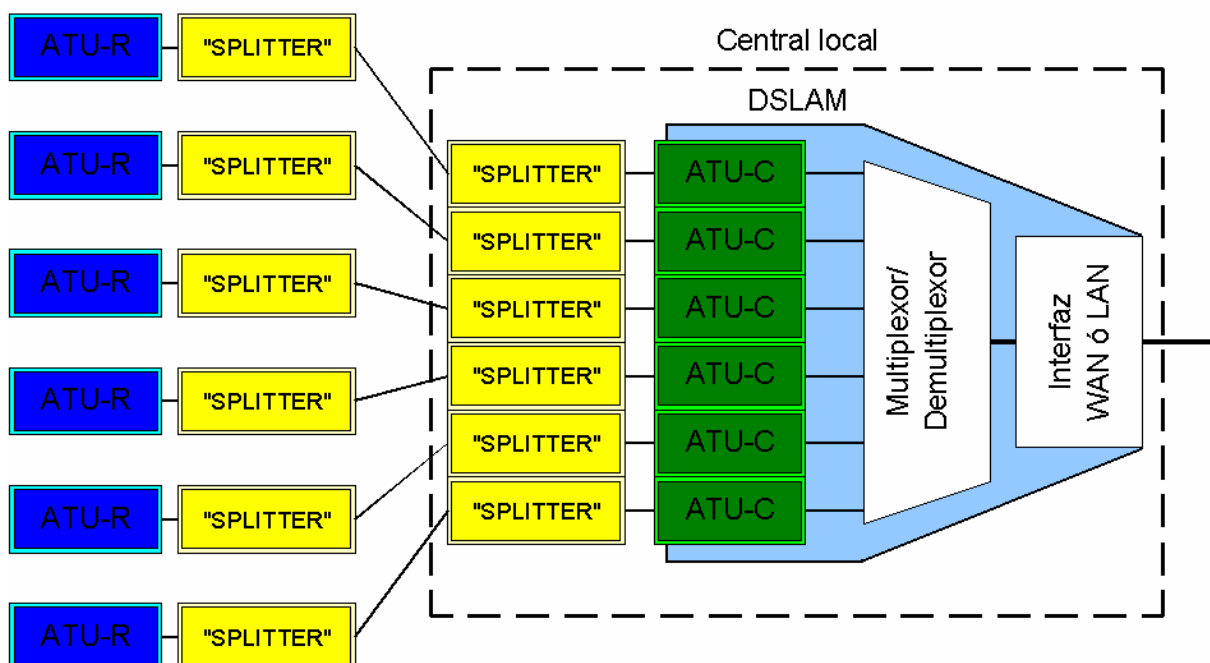 ATU-R "SPLITTER"
ATU-R "SPLITTER"
ATU-R "SPLITTER"
ATU-R "SPLITTER"
ATU-R "SPLITTER"
ATU-R "SPLITTER"
Central local
DSLAM
"SPLITTER" ATU-C
"SPLITTER" ATU-C
"SPLITTER" ATU-C
"SPLITTER" ATU-C
"SPLITTER" ATU-C
"SPLITTER" ATU-C
Multiplexor/
Demultiplexor
Interfaz
WAN ó LAN